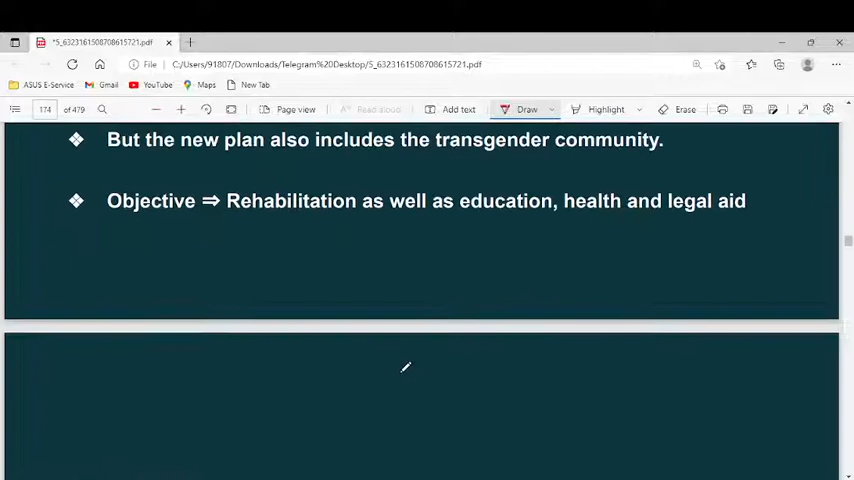 *5_6323161508708615721.pdf
File
C:/Users/91807/Downloads/Telegram%20Desktop/5_6323161508708615721.pdf
ASUS E-Service
Gmail
YouTube
Maps
New Tab
174 of 479
Page view
Read aloud
Add text
Draw
Highlight
Erase
❖ But the new plan also includes the transgender community.
❖ Objective ⇒ Rehabilitation as well as education, health and legal aid